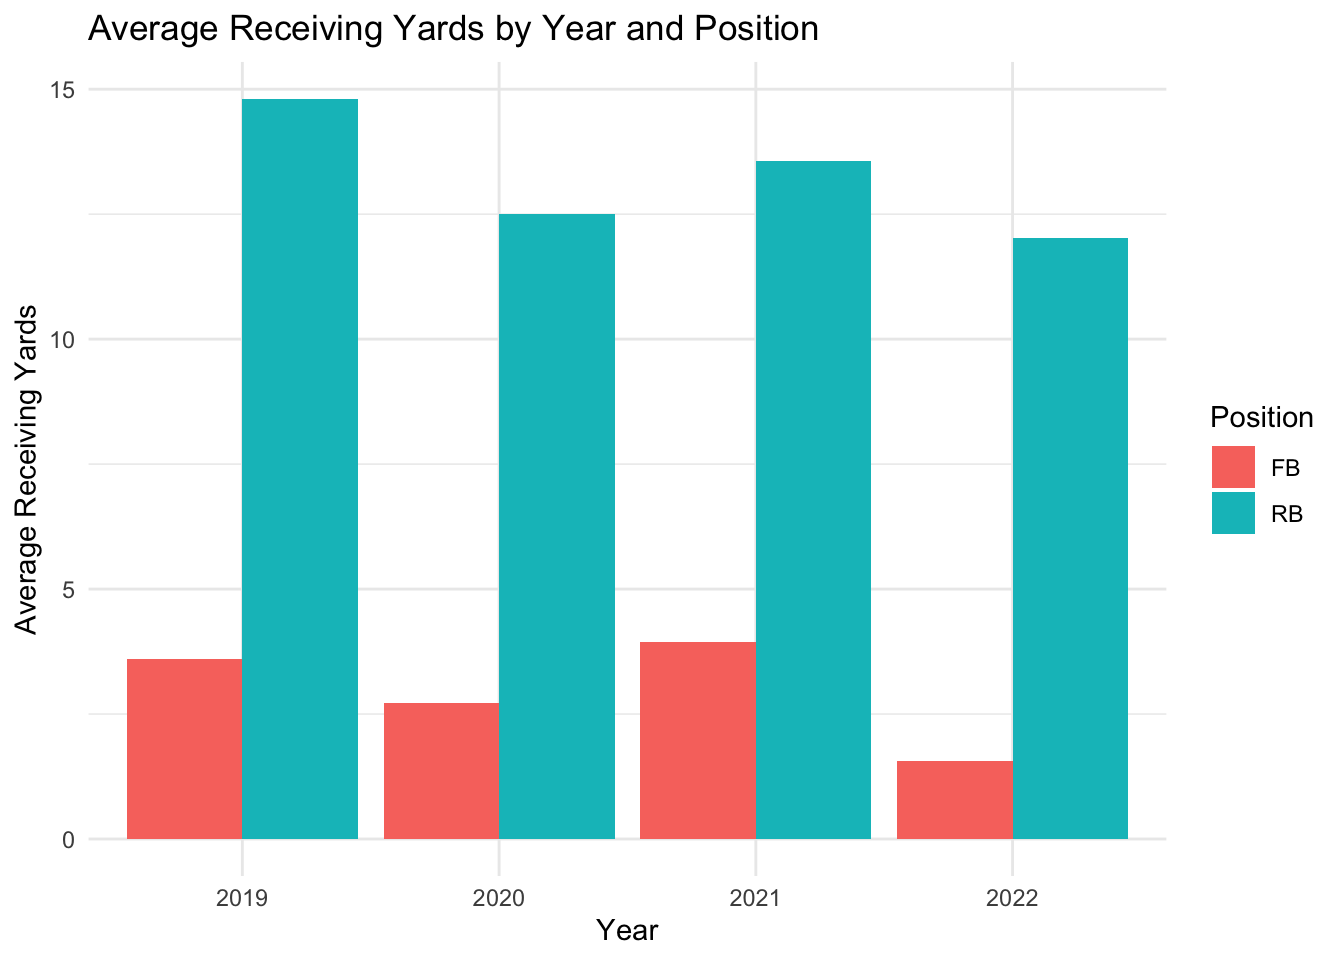 Average Receiving Yards by Year and Position
Average Receiving Yards
15
10
5
0
2019 2020 2021 2022
Year
Position
FB
RB